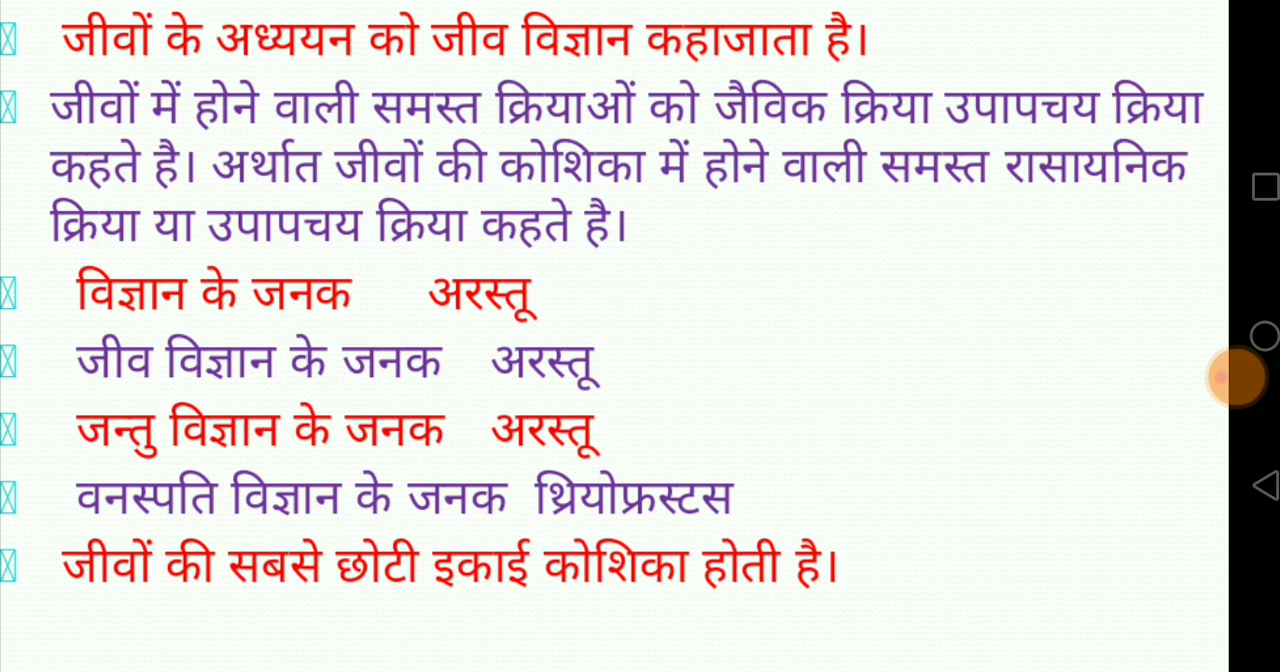 जीवों के अध्ययन को जीव विज्ञान कहाजाता है।
जीवों में होने वाली समस्त क्रियाओं को जैविक क्रिया उपापचय क्रिया
कहते है। अर्थात जीवों की कोशिका में होने वाली समस्त रासायनिक
क्रिया या उपापचय क्रिया कहते है।
विज्ञान के जनक अरस्तू
जीव विज्ञान के जनक अरस्तू
जन्तु विज्ञान के जनक अरस्तू
वनस्पति विज्ञान के जनक थ्रियोफ्रस्टस
जीवों की सबसे छोटी इकाई कोशिका होती है।